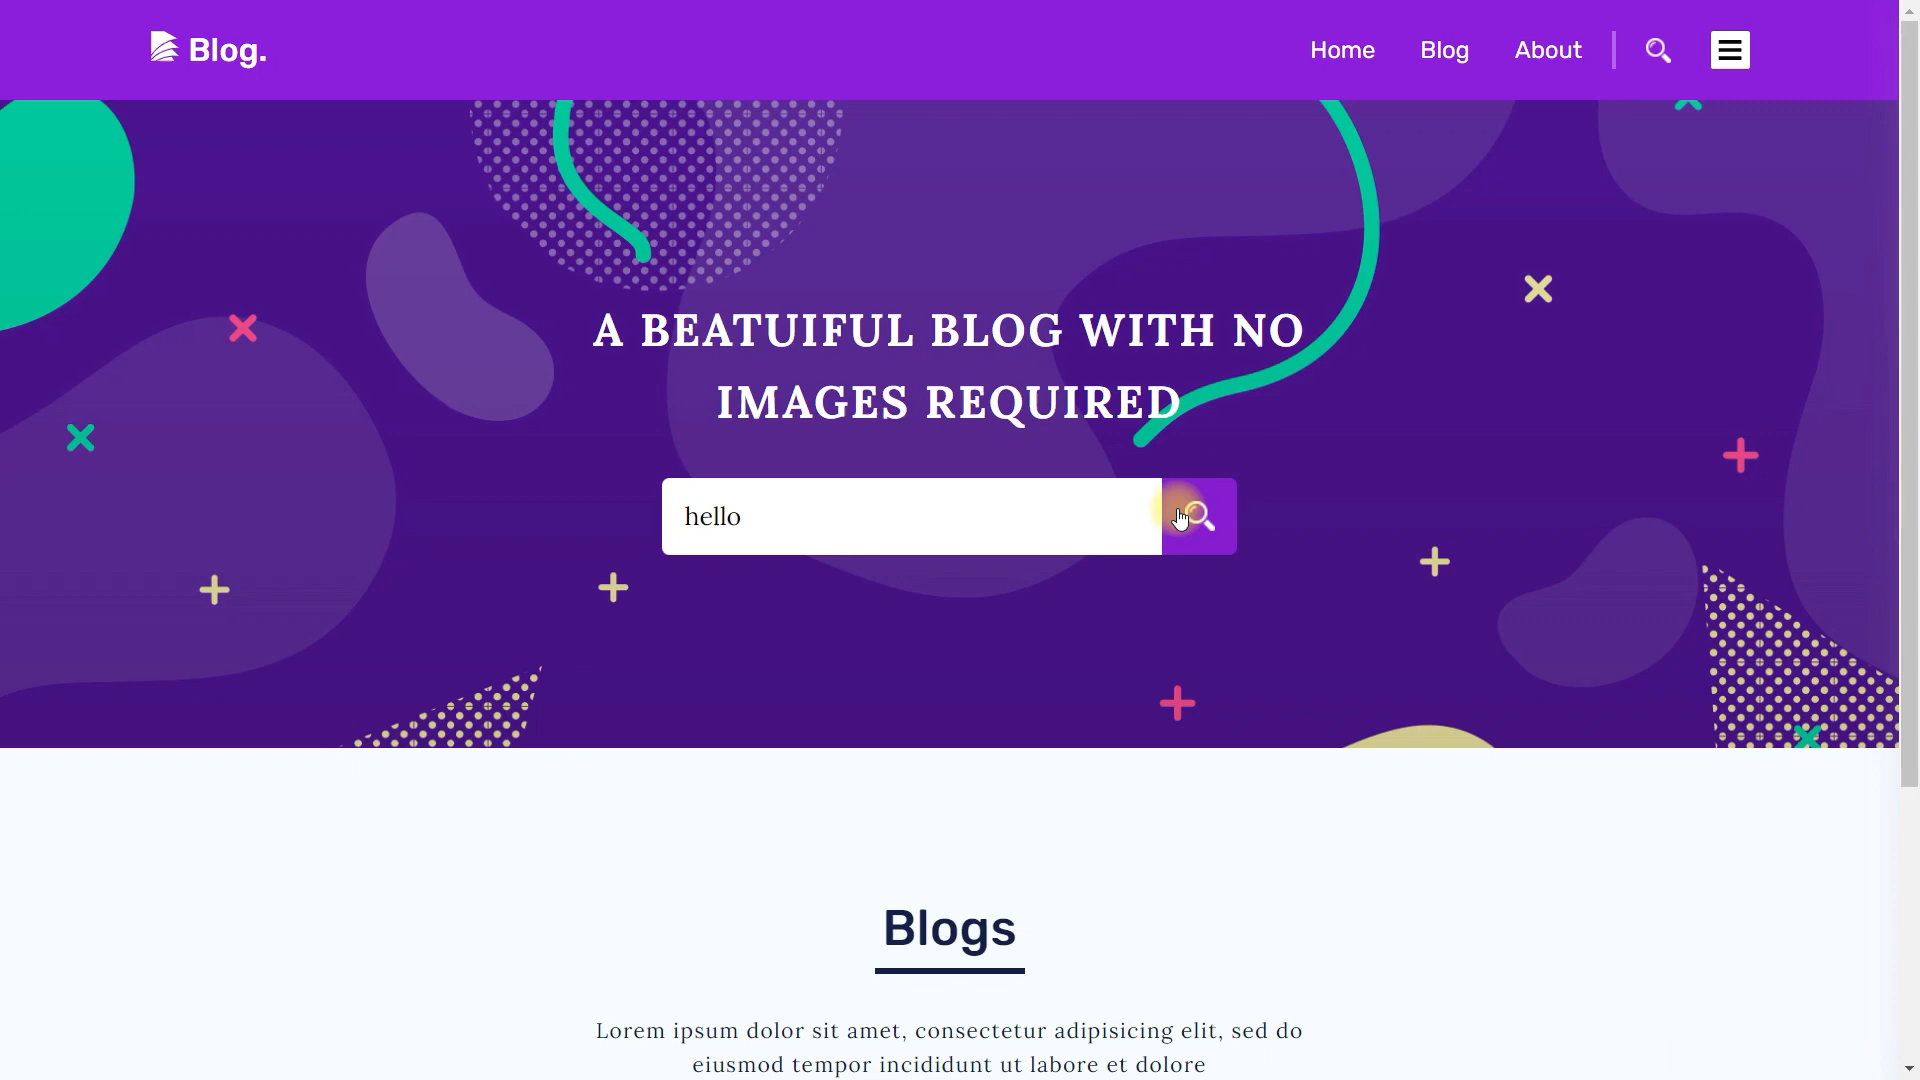 Blog.
Home
Blog
About
A BEATUIFUL BLOG WITH NO
IMAGES REQUIRED
hello
Blogs
Lorem ipsum dolor sit amet, consectetur adipisicing elit, sed do
eiusmod tempor incididunt ut labore et dolore